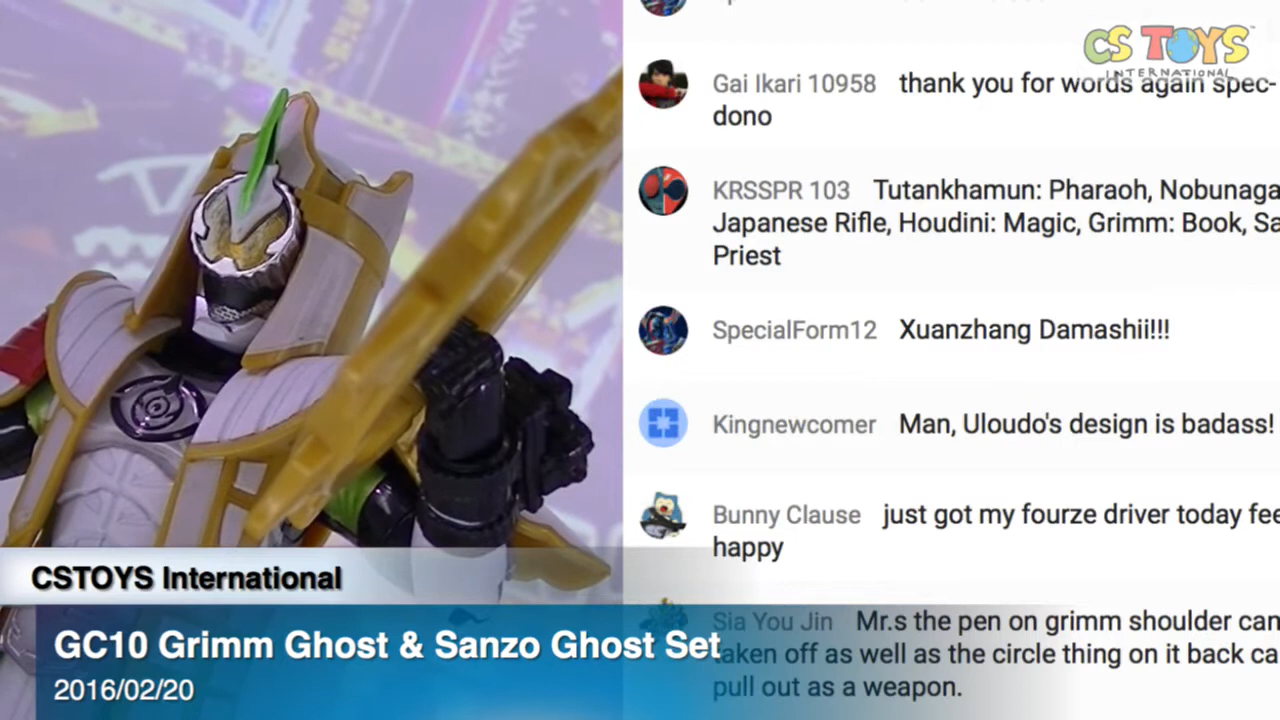 CS TOYS
INTERNATIONAL
Gai Ikari 10958 thank you for words again spec-
dono
KRSSPR 103 Tutankhamun: Pharaoh, Nobunaga
Japanese Rifle, Houdini: Magic, Grimm: Book, Sa
Priest
SpecialForm12 Xuanzhang Damashii!!!
Kingnewcomer Man, Uloudo's design is badass!
Bunny Clause just got my fourze driver today fee
happy
Sia You Jin Mr.s the pen on grimm shoulder can
taken off as well as the circle thing on it back ca
pull out as a weapon.
CSTOYS International
GC10 Grimm Ghost & Sanzo Ghost Set
2016/02/20